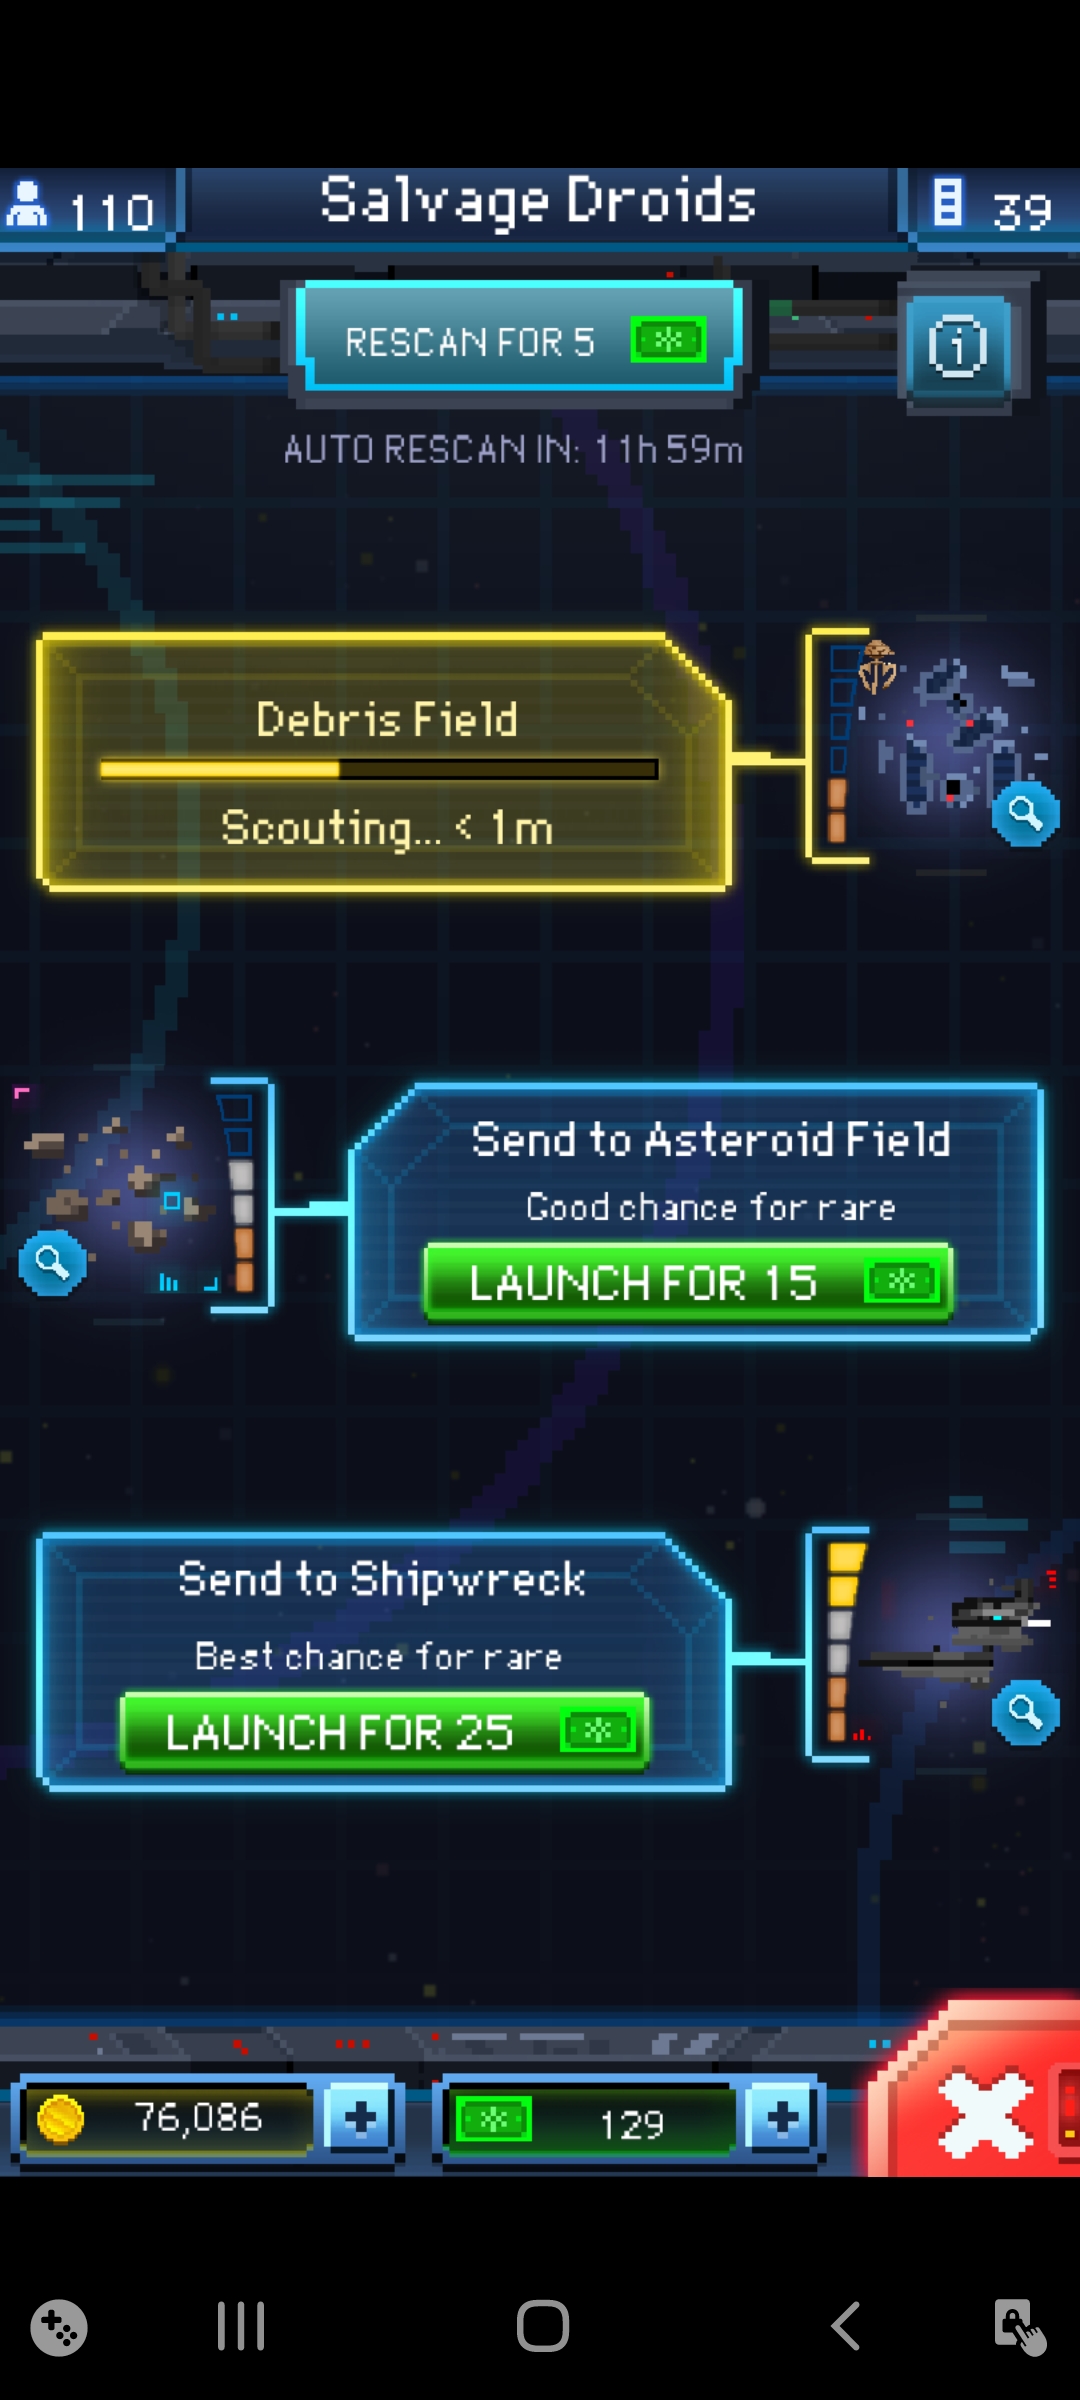 110
Salvage Droids
39
RESCAN FOR 5
AUTO RESCAN IN: 11h 59m
Debris Field
Scouting... < 1m
Send to Asteroid Field
Good chance for rare
LAUNCH FOR 15
Send to Shipwreck
Best chance for rare
LAUNCH FOR 25
76,086
129